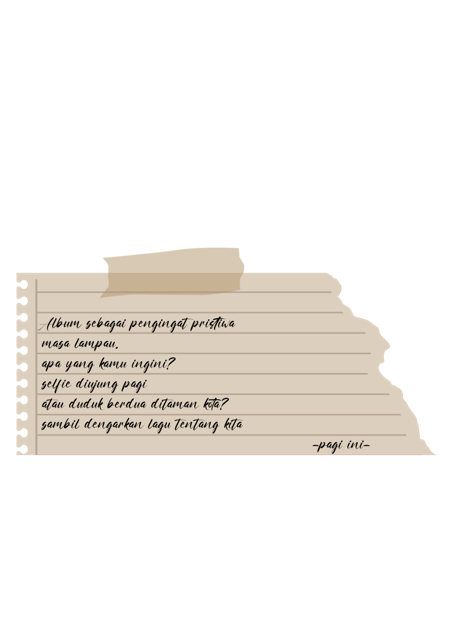 Album sebagai pengingat pristiwa
masa lampau.
apa yang kamu ingini?
selfie diujung pagi
atau duduk berdua ditaman kota?
sambil dengarkan lagu tentang kita
-pagi ini-